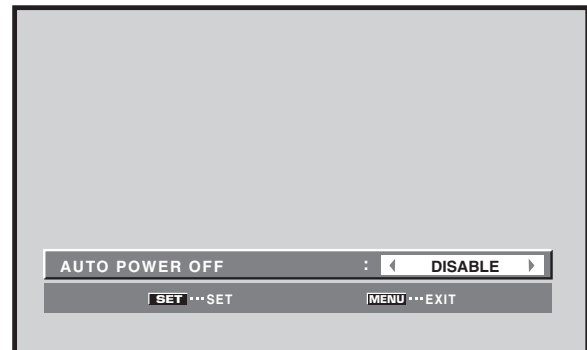 AUTO POWER OFF : ◀ DISABLE ▶
SET ••• SET MENU ••• EXIT